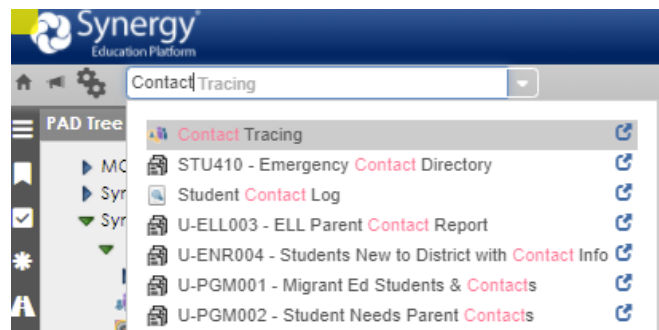 Synergy
Education Platform
Contact Tracing
PAD Tree
Contact Tracing
MO
STU410 - Emergency Contact Directory
Syr
Student Contact Log
Syr
U-ELL003 - ELL Parent Contact Report
U-ENR004 - Students New to District with Contact Info
U-PGM001 - Migrant Ed Students & Contacts
U-PGM002 - Student Needs Parent Contacts